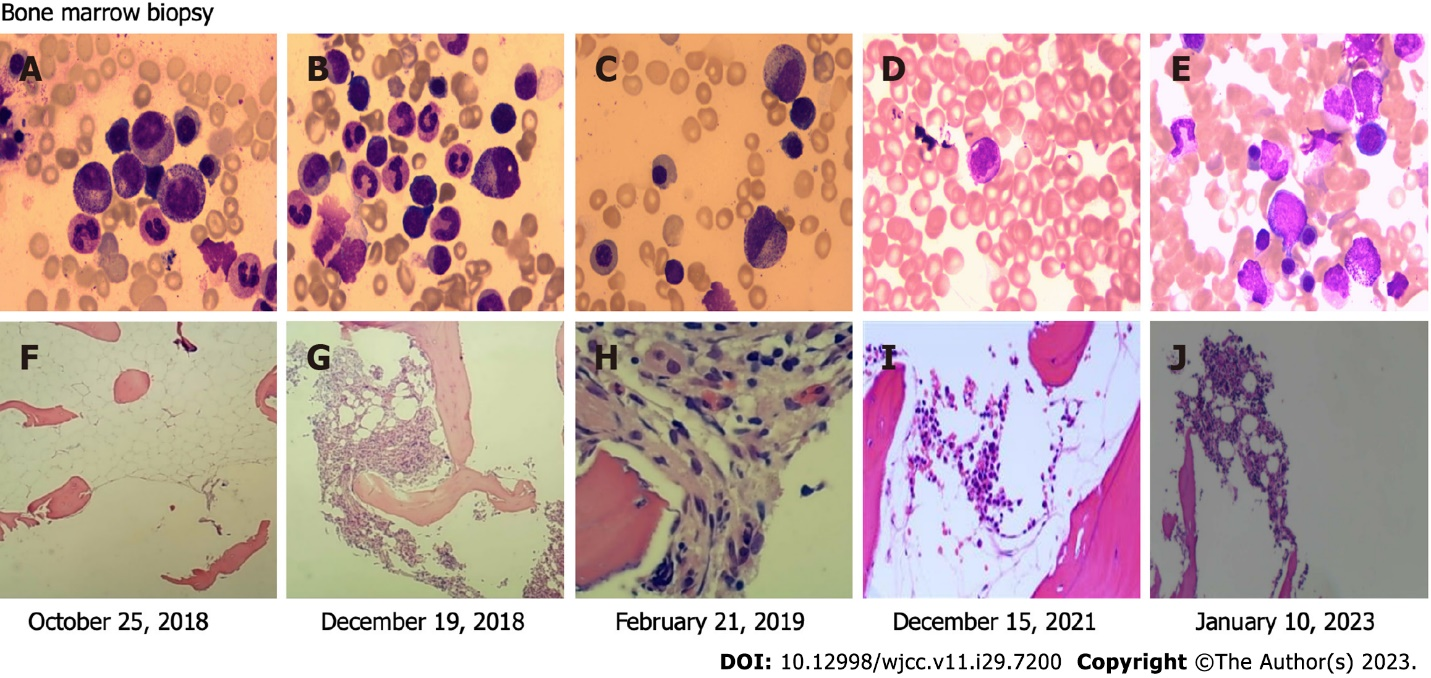 Bone marrow biopsy
A B C D E
F G H I J
October 25, 2018 December 19, 2018 February 21, 2019 December 15, 2021 January 10, 2023
DOI: 10.12998/wjcc.v11.i29.7200 Copyright ©The Author(s) 2023.